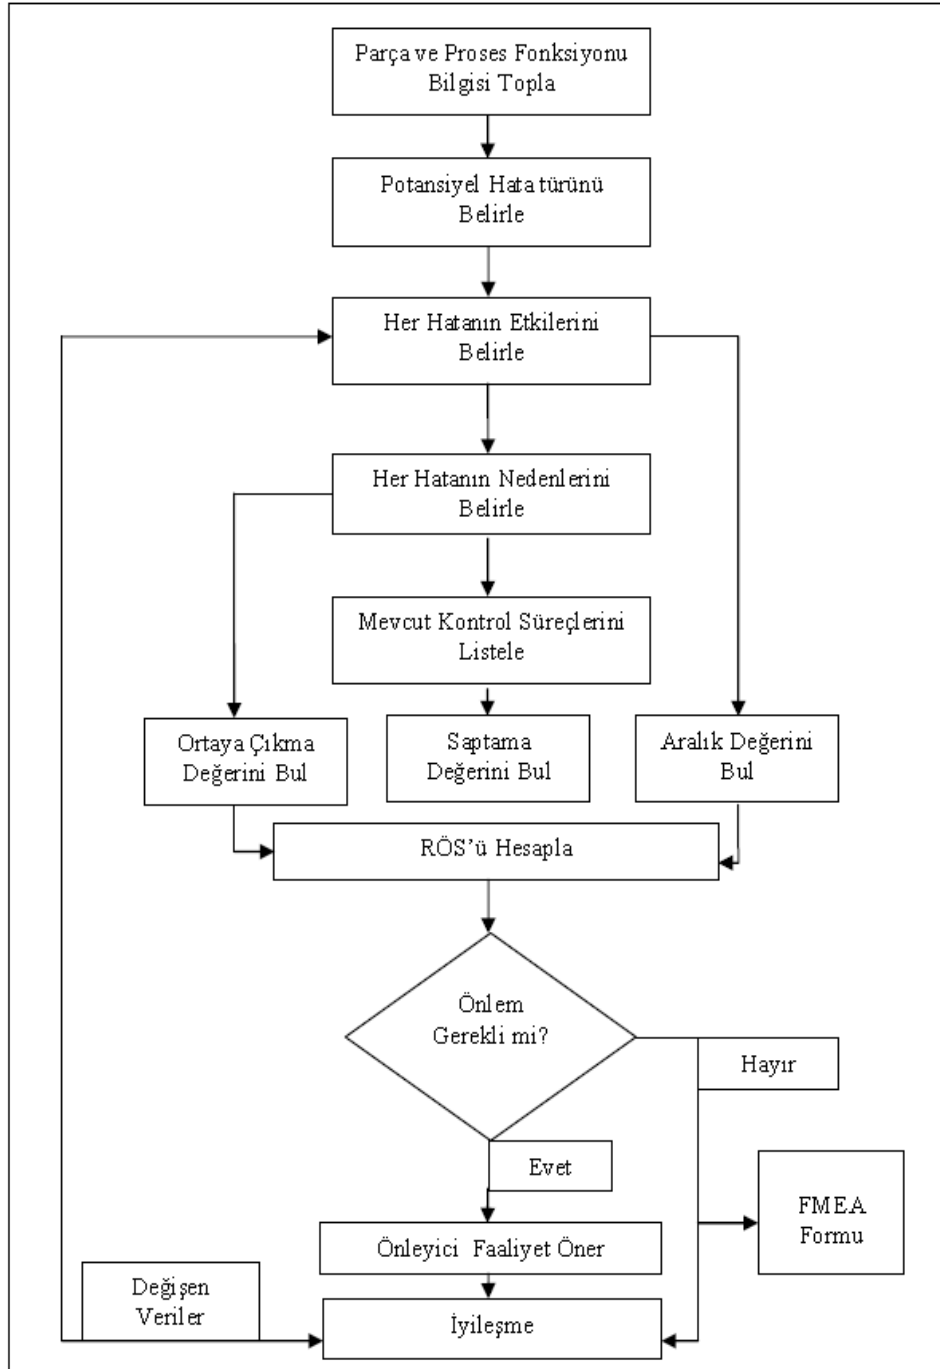 Parça ve Proses Fonksiyonu
Bilgisi Topla
Potansiyel Hata türünü
Belirle
Her Hatanın Etkilerini
Belirle
Her Hatanın Nedenlerini
Belirle
Mevcut Kontrol Süreçlerini
Listele
Ortaya Çıkma
Değerini Bul
Saptama
Değerini Bul
Aralık Değerini
Bul
RÖS’ü Hesapla
Önlem
Gerekli mi?
Hayır
Evet
FMEA
Formu
Önleyici Faaliyet Öner
Değişen
Veriler
İyileşme